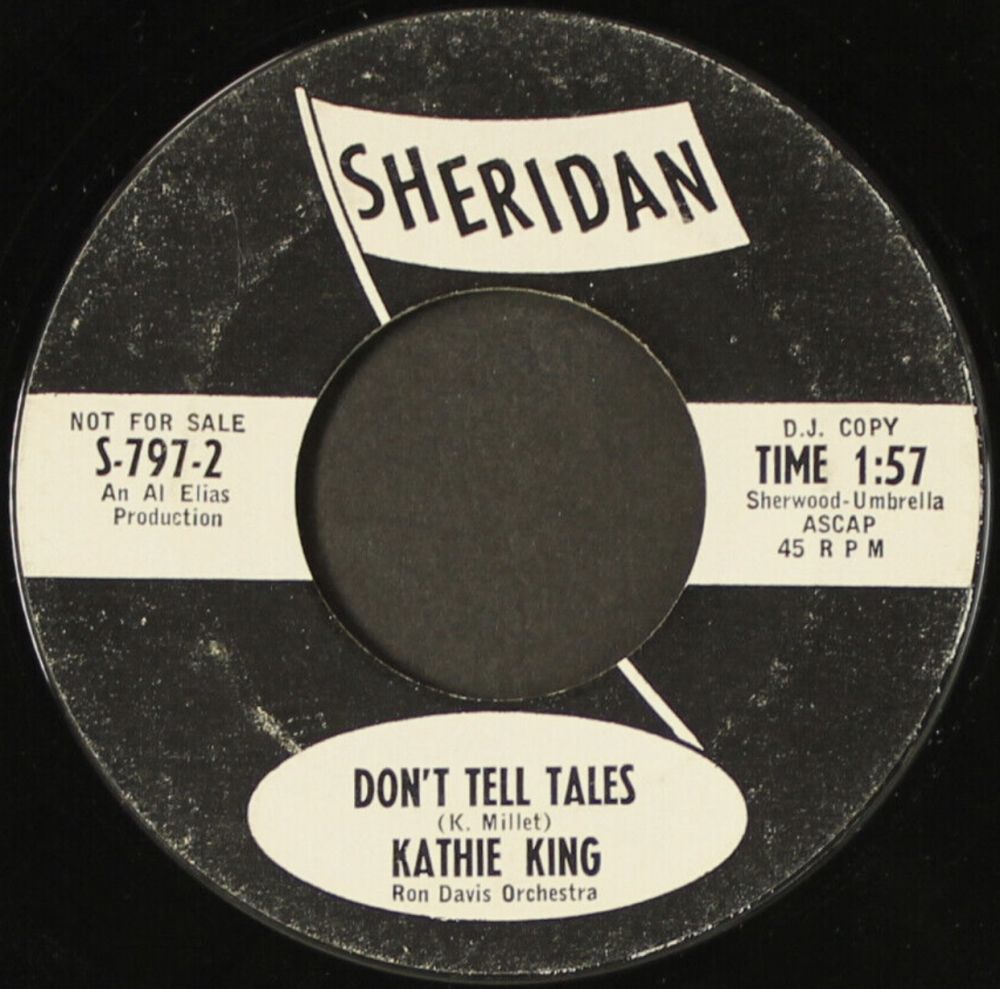 SHERIDAN
NOT FOR SALE
S-797-2
An Al Elias
Production
D.J. COPY
TIME 1:57
Sherwood-Umbrella
ASCAP
45 R P M
DON'T TELL TALES
(K. Millet)
KATHIE KING
Ron Davis Orchestra